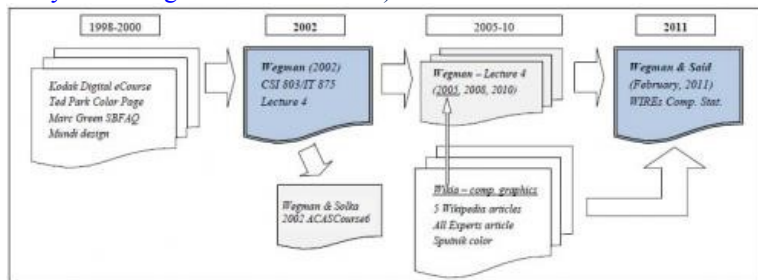 1998-2000
2002
2005-10
2011
Kodak Digital eCourse
Ted Park Color Page
Marc Green SBFAQ
Mundi design
Wegman (2002)
CSI 803/IT 875
Lecture 4
Wegman – Lecture 4
(2005, 2008, 2010)
Wegman & Said
(February, 2011)
WIREs Comp. Stat.
Wegman & Solka
2002 ACASCourse6
Wikia – comp. graphics
5 Wikipedia articles
All Experts article
Sputnik color